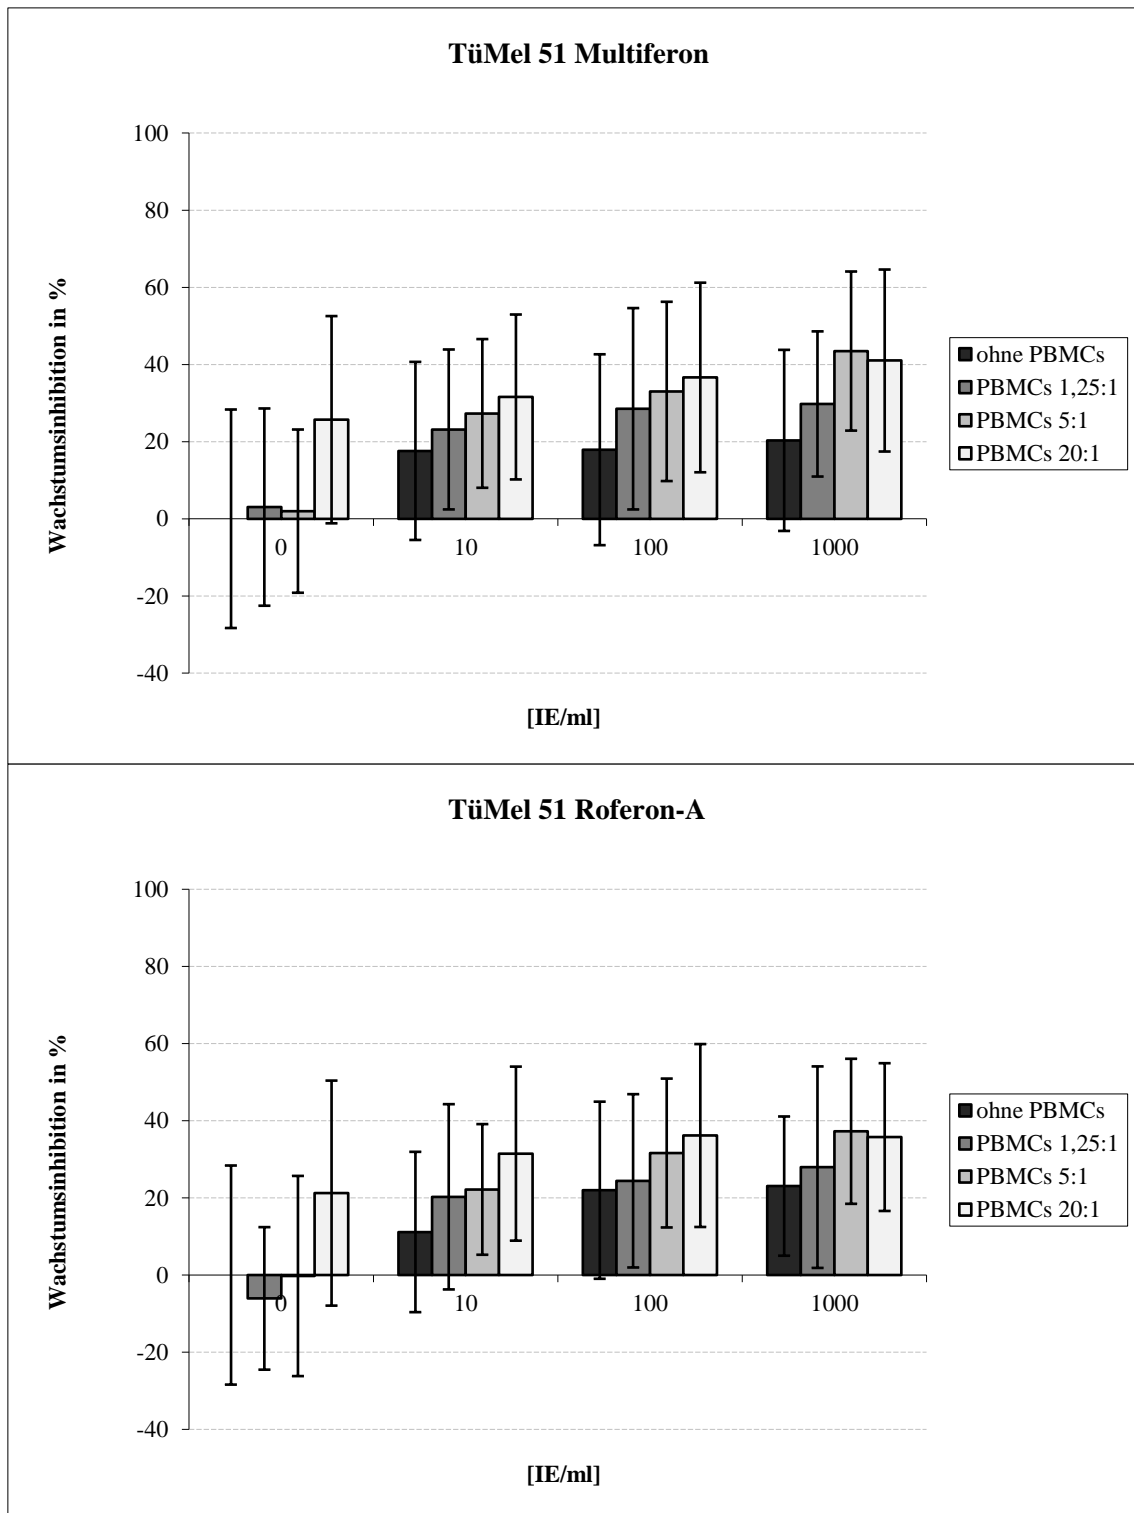 TüMel 51 Multiferon
Wachstumsinhibition in %
100
80
60
40
20
0
-20
-40
0
10
100
1000
[IE/ml]
ohne PBMCs
PBMCs 1,25:1
PBMCs 5:1
PBMCs 20:1
TüMel 51 Roferon-A
Wachstumsinhibition in %
100
80
60
40
20
0
-20
-40
0
10
100
1000
[IE/ml]
ohne PBMCs
PBMCs 1,25:1
PBMCs 5:1
PBMCs 20:1